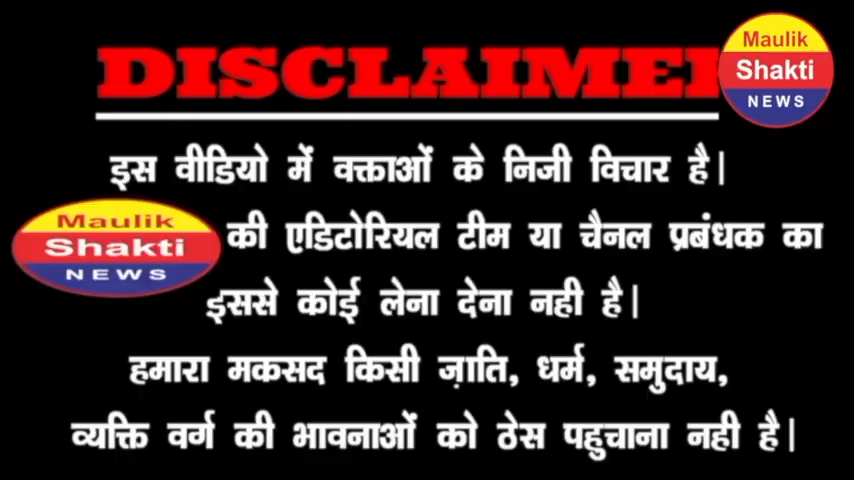 DISCLAIMER
Maulik
Shakti
NEWS
इस वीडियो में वक्ताओं के निजी विचार है|
Maulik
Shakti
NEWS
की एडिटोरियल टीम या चैनल प्रबंधक का
इससे कोई लेना देना नही है|
हमारा मकसद किसी ज़ाति, धर्म, समुदाय,
व्यक्ति वर्ग की भावनाओं को ठेस पहुचाना नही है|